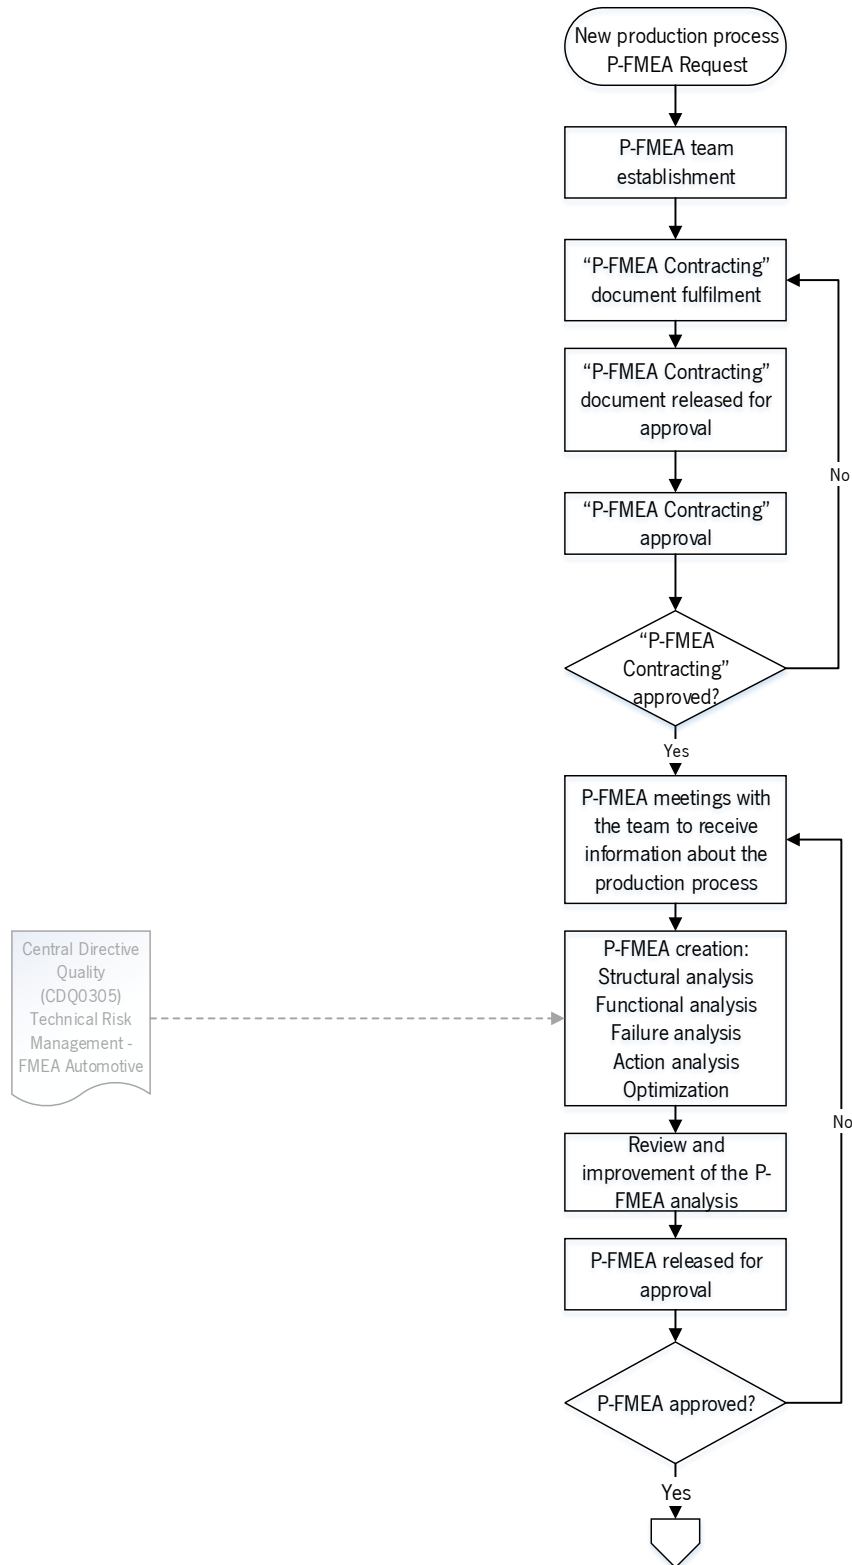 New production process
P-FMEA Request
P-FMEA team
establishment
“P-FMEA Contracting”
document fulfilment
“P-FMEA Contracting”
document released for
approval
No
“P-FMEA Contracting”
approval
“P-FMEA
Contracting”
approved?
Yes
P-FMEA meetings with
the team to receive
information about the
production process
Central Directive
Quality
(CDQ0305)
Technical Risk
Management -
FMEA Automotive
P-FMEA creation:
Structural analysis
Functional analysis
Failure analysis
Action analysis
Optimization
No
Review and
improvement of the P-
FMEA analysis
P-FMEA released for
approval
P-FMEA approved?
Yes